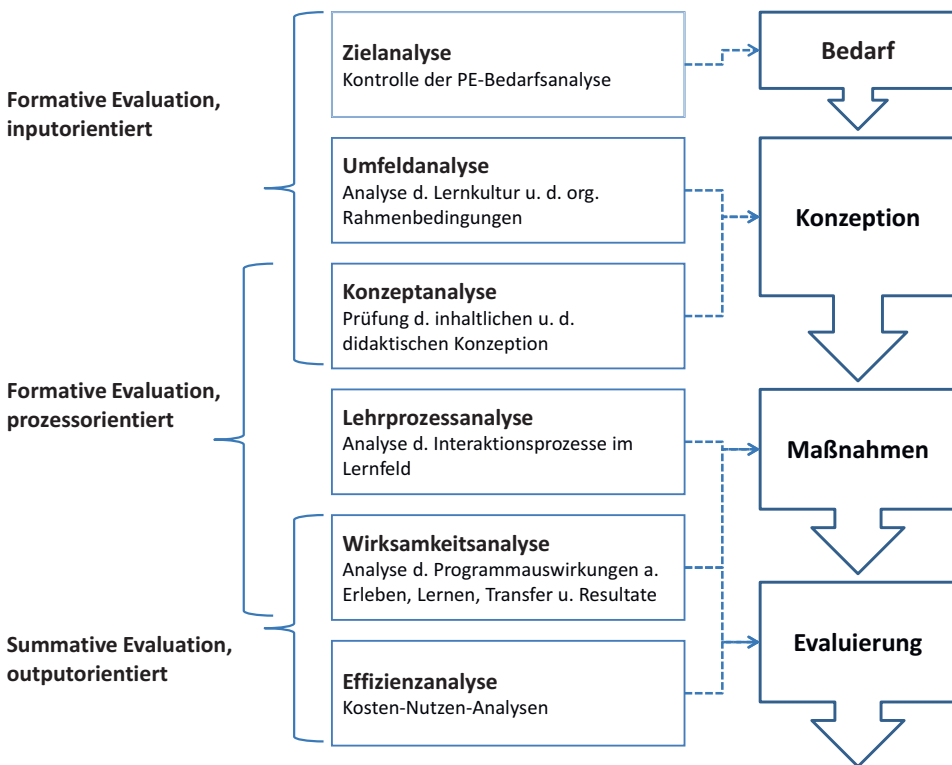 Formative Evaluation,
inputorientiert
Formative Evaluation,
prozessorientiert
Summative Evaluation,
outputorientiert
Zielanalyse
Kontrolle der PE-Bedarfsanalyse
Umfeldanalyse
Analyse d. Lernkultur u. d. org.
Rahmenbedingungen
Konzeptanalyse
Prüfung d. inhaltlichen u. d.
didaktischen Konzeption
Lehrprozessanalyse
Analyse d. Interaktionsprozesse im
Lernfeld
Wirksamkeitsanalyse
Analyse d. Programmauswirkungen a.
Erleben, Lernen, Transfer u. Resultate
Effizienzanalyse
Kosten-Nutzen-Analysen
Bedarf
Konzeption
Maßnahmen
Evaluierung